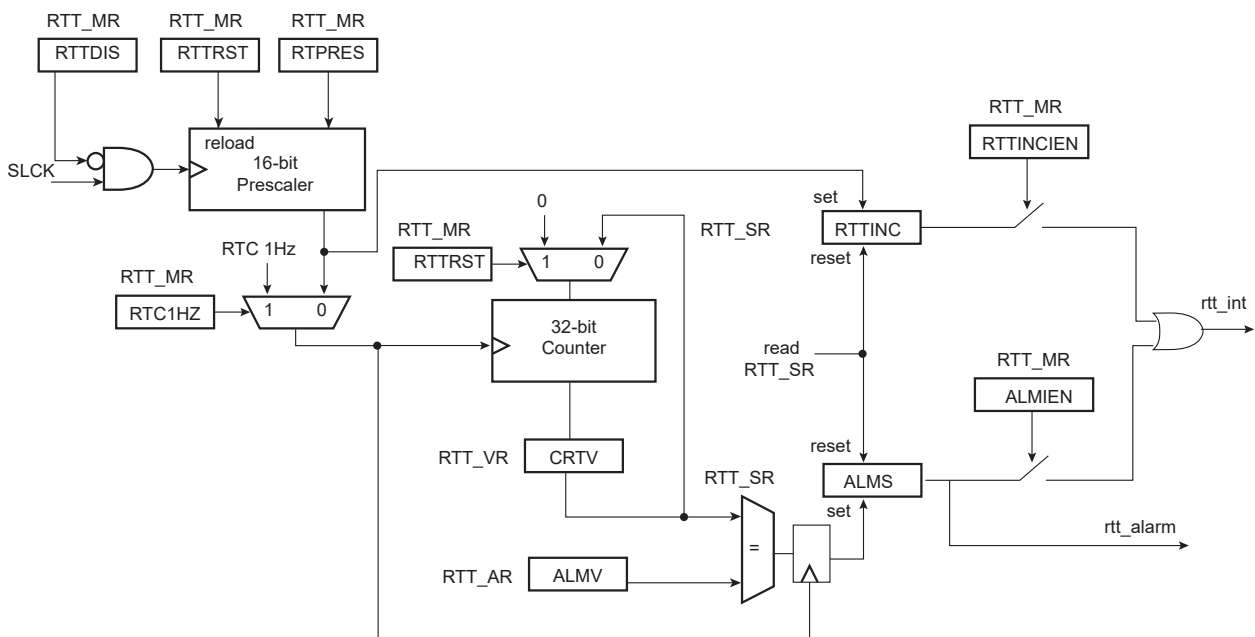 RTT_MR
RTT_MR
RTT_MR
RTTDIS
RTTRST
RTPRES
reload
16-bit
Prescaler
SLCK
RTT_MR
RTTINCIEN
set
RTTINC
reset
0
RTT_SR
RTT_MR
RTTRST
1 0
RTC 1Hz
RTT_MR
RTC1HZ
1 0
32-bit
Counter
read
RTT_SR
rtt_int
RTT_MR
ALMIEN
RTT_VR
CRTV
reset
ALMS
set
RTT_SR
=
rtt_alarm
RTT_AR
ALMV